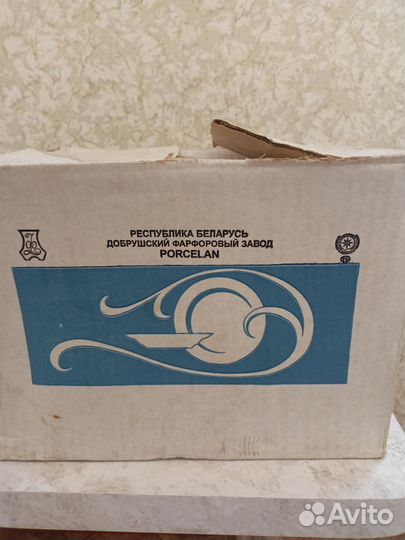 РЕСПУБЛИКА БЕЛАРУСЬ
ДОБРУШСКИЙ ФАРФОРОВЫЙ ЗАВОД
PORCELAN
Avito